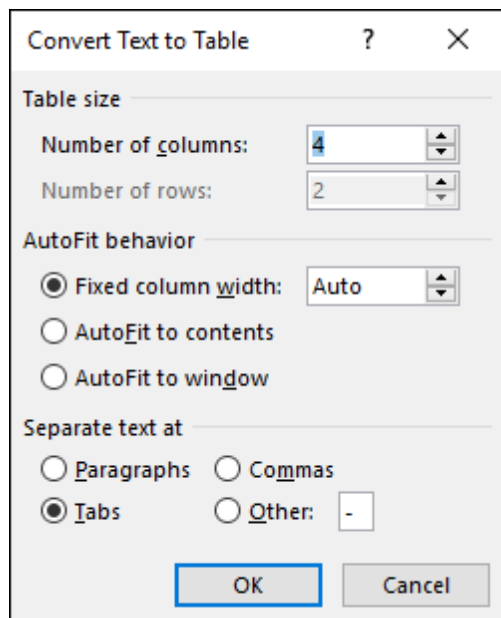 Convert Text to Table ?
Table size
Number of columns: 4
Number of rows: 2
AutoFit behavior
Fixed column width: Auto
AutoFit to contents
AutoFit to window
Separate text at
Paragraphs Commas
Tabs Other: -
OK Cancel